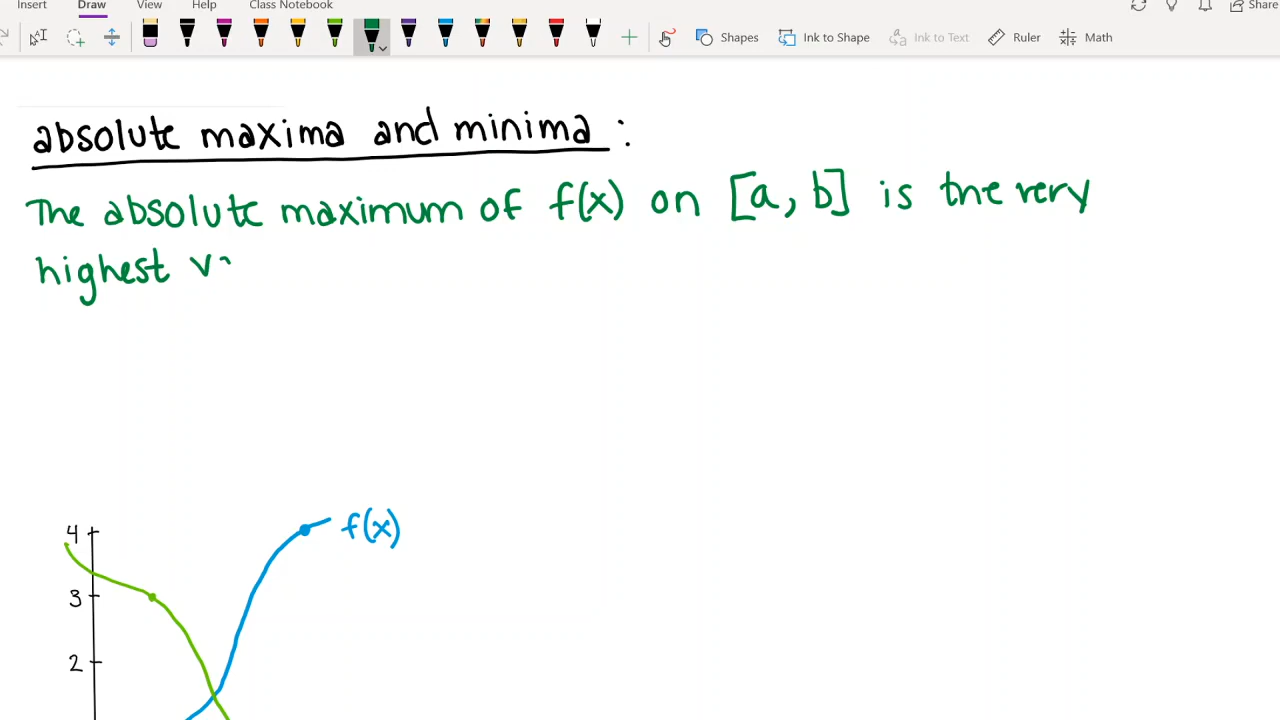 Insert Draw View Help Class Notebook Share
Shapes Ink to Shape Ink to Text Ruler Math
absolute maxima and minima :
The absolute maximum of f(x) on [a, b] is the very
highest
4
f(x)
3
2